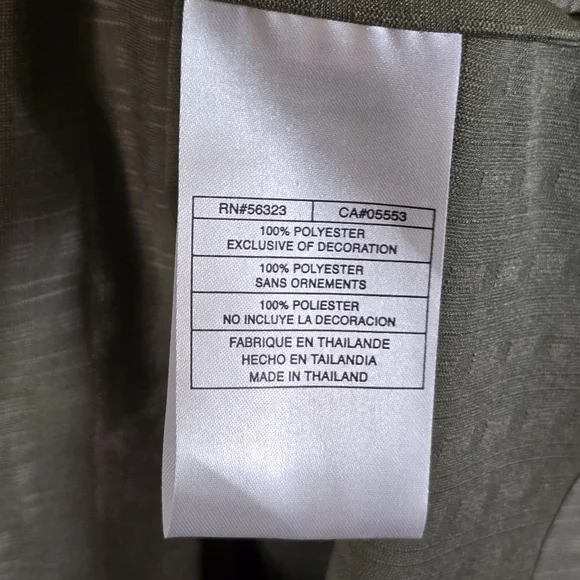 RN#56323 CA#05553
100% POLYESTER
EXCLUSIVE OF DECORATION
100% POLYESTER
SANS ORNEMENTS
100% POLIESTER
NO INCLUYE LA DECORACION
FABRIQUE EN THAILANDE
HECHO EN TAILANDIA
MADE IN THAILAND